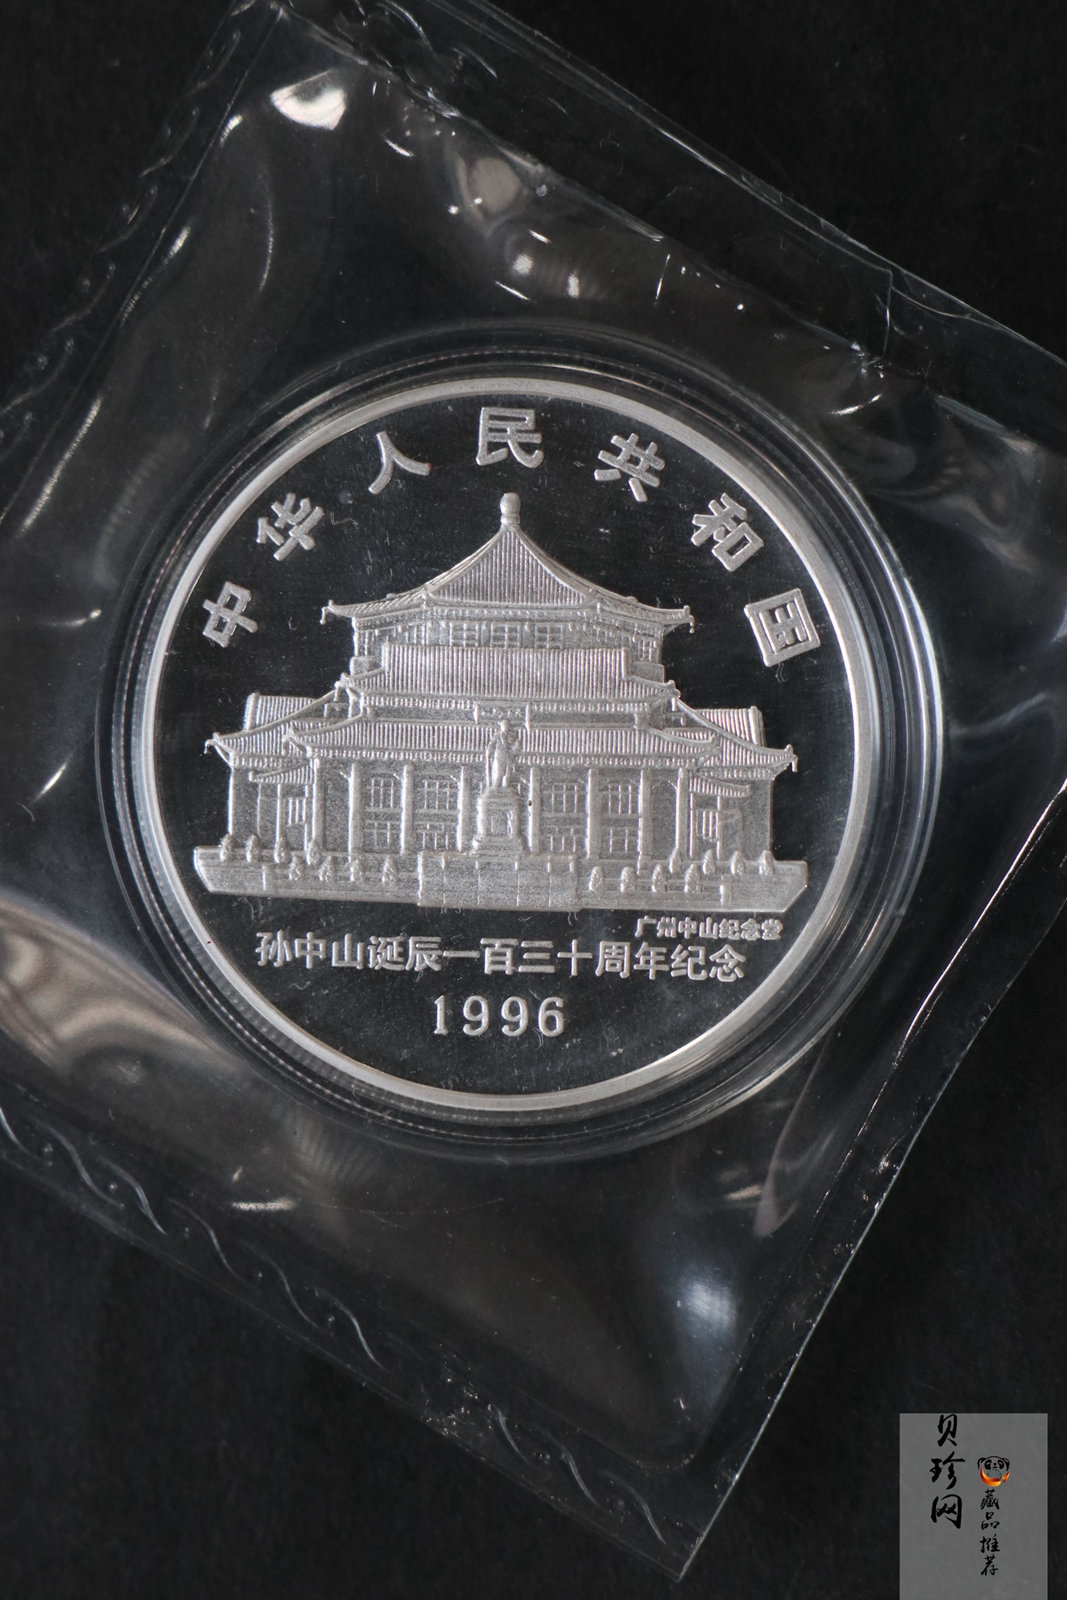 中华人民共和国
广州中山纪念堂
孙中山诞辰一百三十周年纪念
1996
贝珍网
藏品推荐